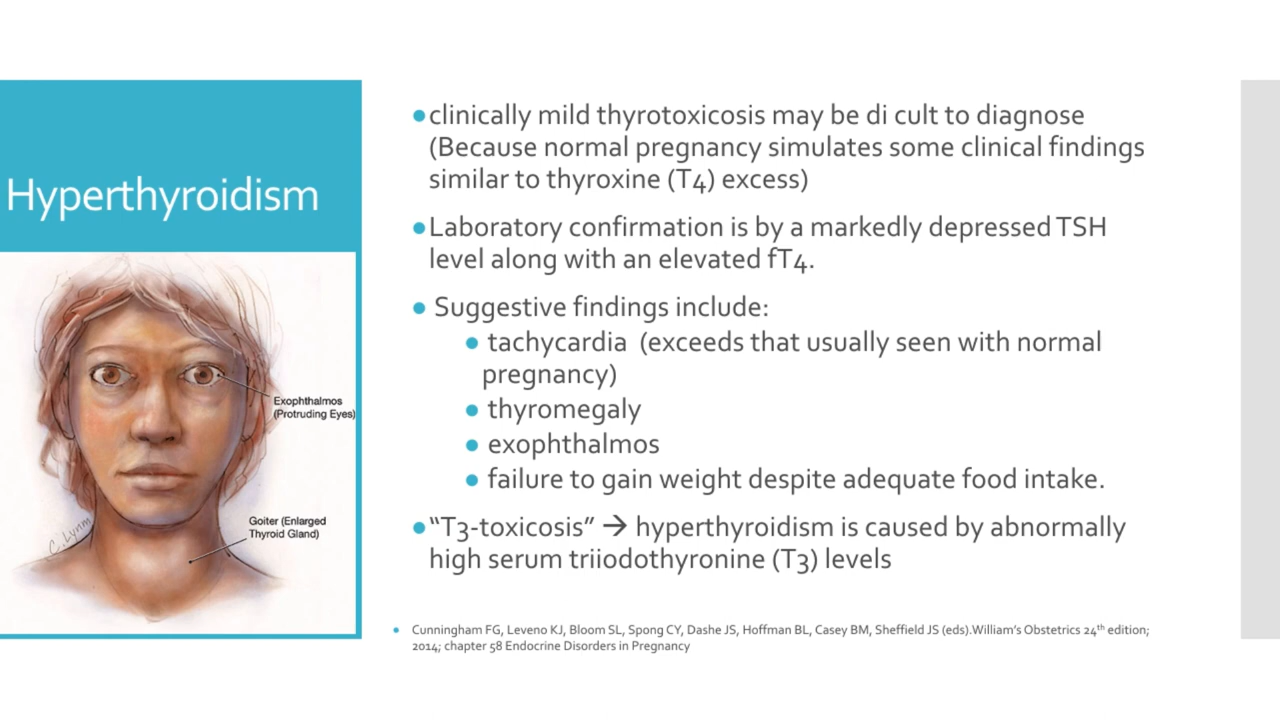 Hyperthyroidism
Exophthalmos
(Protruding Eyes)
Goiter (Enlarged
Thyroid Gland)
C. Lynm
●clinically mild thyrotoxicosis may be di cult to diagnose
(Because normal pregnancy simulates some clinical findings
similar to thyroxine (T4) excess)
●Laboratory confirmation is by a markedly depressed TSH
level along with an elevated fT4.
● Suggestive findings include:
● tachycardia (exceeds that usually seen with normal
pregnancy)
● thyromegaly
● exophthalmos
● failure to gain weight despite adequate food intake.
●“T3-toxicosis” → hyperthyroidism is caused by abnormally
high serum triiodothyronine (T3) levels
● Cunningham FG, Leveno KJ, Bloom SL, Spong CY, Dashe JS, Hoffman BL, Casey BM, Sheffield JS (eds).William’s Obstetrics 24th edition;
2014; chapter 58 Endocrine Disorders in Pregnancy